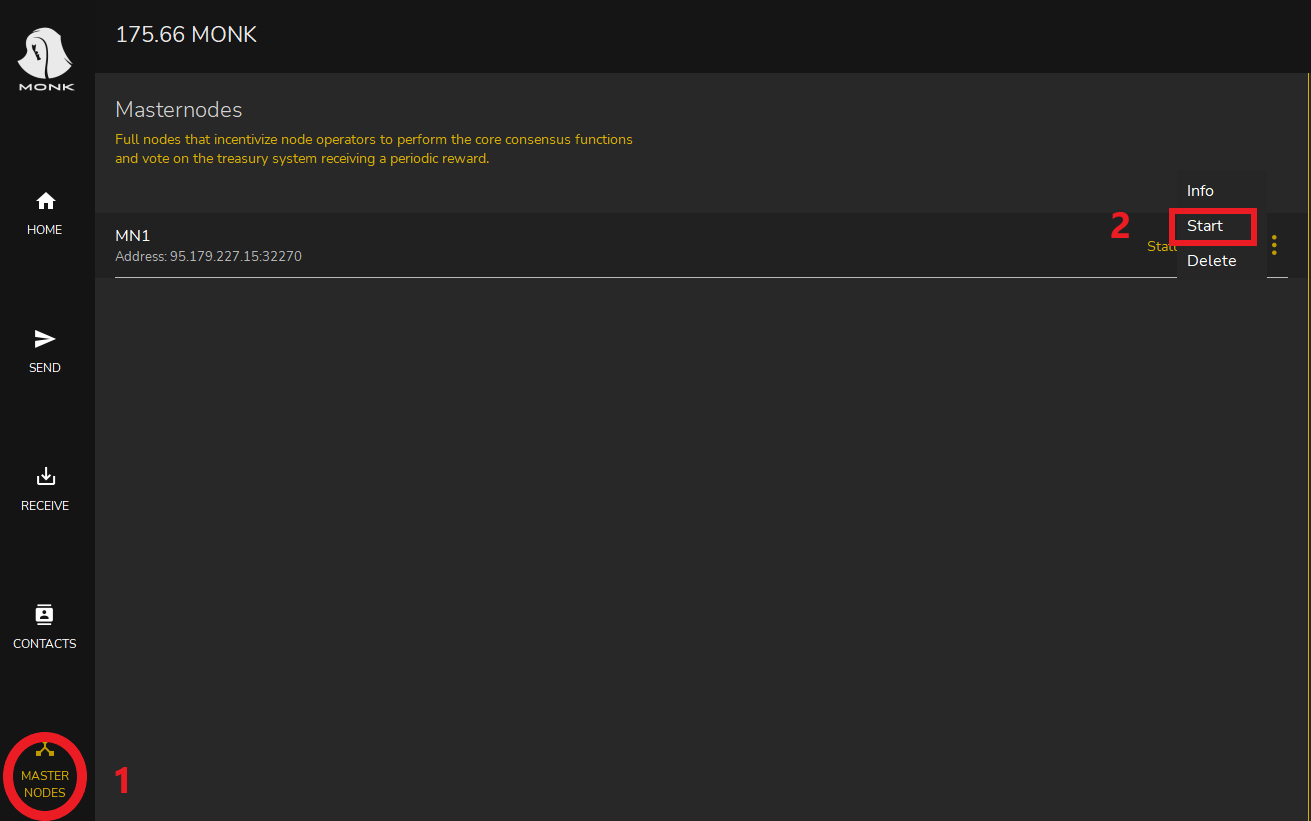 175.66 MONK
MONK
Masternodes
Full nodes that incentivize node operators to perform the core consensus functions
and vote on the treasury system receiving a periodic reward.
Info
2
Start
MN1
Address: 95.179.227.15:32270
Delete
HOME
SEND
RECEIVE
CONTACTS
MASTER
NODES
1